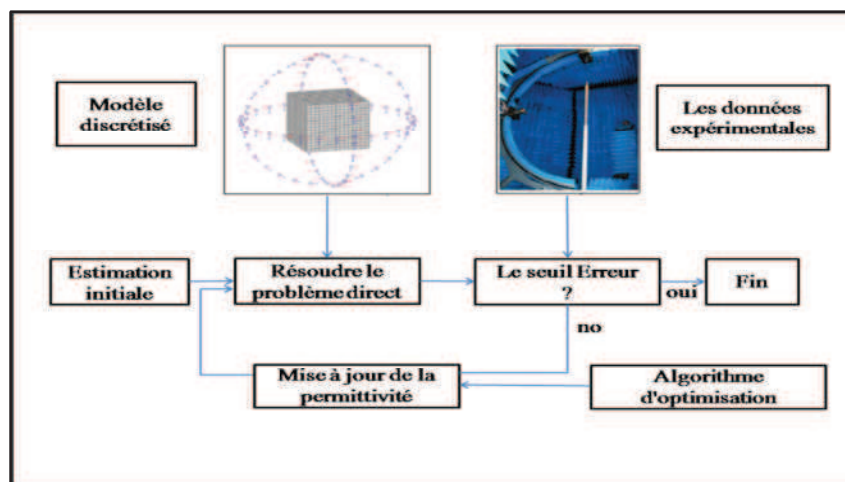 Modèle
discrétisé
Les données
expérimentales
Estimation
initiale
Résoudre le
problème direct
Le seuil Erreur
?
oui
Fin
no
Mise à jour de la
permittivité
Algorithme
d'optimisation